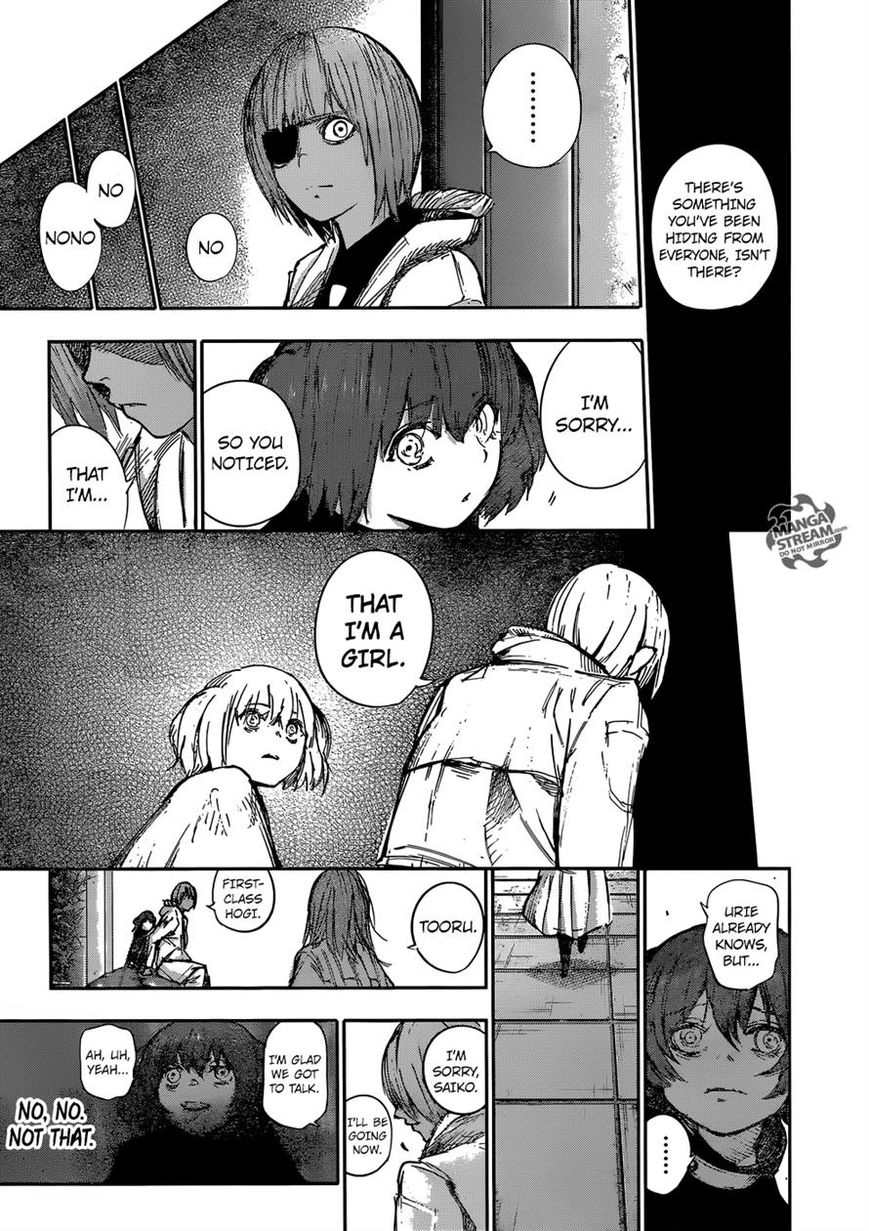 THERE'S
SOMETHING
YOU'VE BEEN
HIDING FROM
EVERYONE, ISN'T
THERE?
........
NO
NO
NONO
I'M
SORRY...
SO YOU
NOTICED.
THAT
I'M...
MANGA
STREAM.com
DO NOT MIRROR
THAT
I'M A
GIRL.
URIE
ALREADY
KNOWS,
BUT...
.....
TOORU.
FIRST-
CLASS
HOGI.
I'M
SORRY,
SAIKO.
I'LL BE
GOING
NOW.
I'M GLAD
WE GOT
TO TALK.
AH, UH,
YEAH...
NO, NO.
NOT THAT.